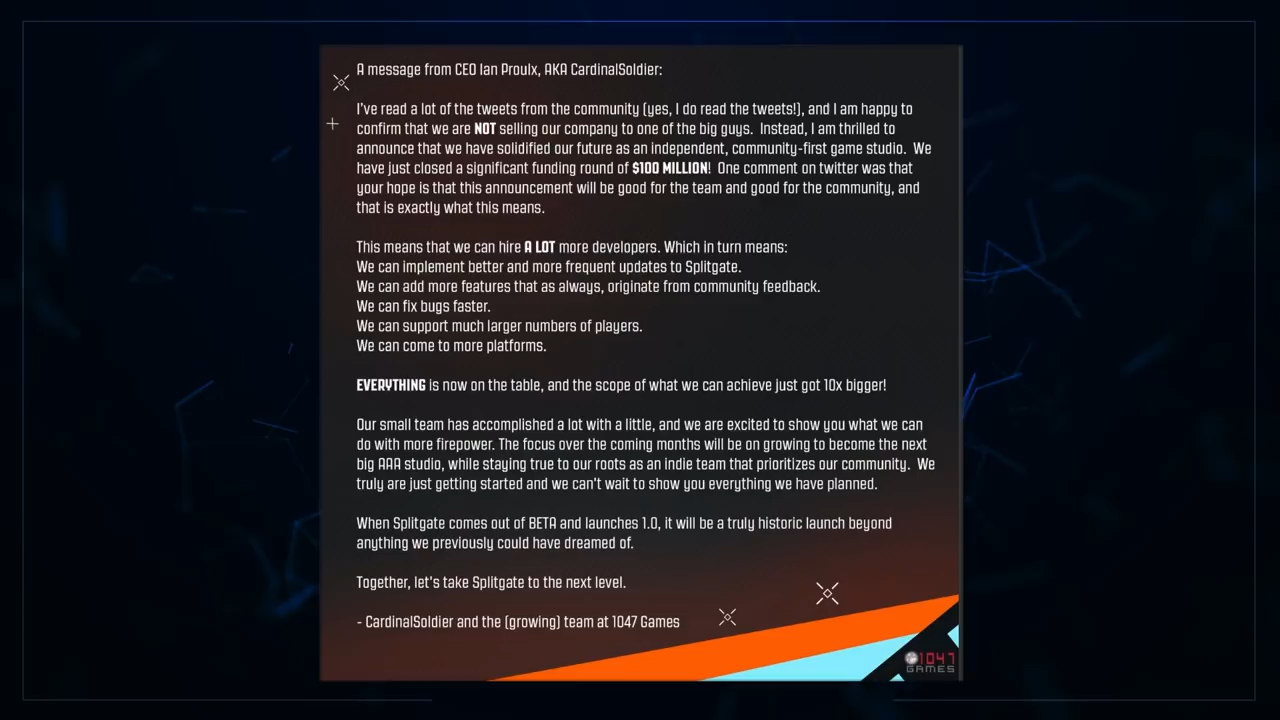 A message from CEO Ian Proulx, AKA CardinalSoldier:
I've read a lot of the tweets from the community (yes, I do read the tweets!), and I am happy to
confirm that we are NOT selling our company to one of the big guys.  Instead, I am thrilled to
announce that we have solidified our future as an independent, community-first game studio.  We
have just closed a significant funding round of $100 MILLION!  One comment on twitter was that
your hope is that this announcement will be good for the team and good for the community, and
that is exactly what this means.
This means that we can hire A LOT more developers. Which in turn means:
We can implement better and more frequent updates to Splitgate.
We can add more features that as always, originate from community feedback.
We can fix bugs faster.
We can support much larger numbers of players.
We can come to more platforms.
EVERYTHING is now on the table, and the scope of what we can achieve just got 10x bigger!
Our small team has accomplished a lot with a little, and we are excited to show you what we can
do with more firepower. The focus over the coming months will be on growing to become the next
big AAA studio, while staying true to our roots as an indie team that prioritizes our community.  We
truly are just getting started and we can't wait to show you everything we have planned.
When Splitgate comes out of BETA and launches 1.0, it will be a truly historic launch beyond
anything we previously could have dreamed of.
Together, let's take Splitgate to the next level.
- CardinalSoldier and the (growing) team at 1047 Games
1047
GAMES